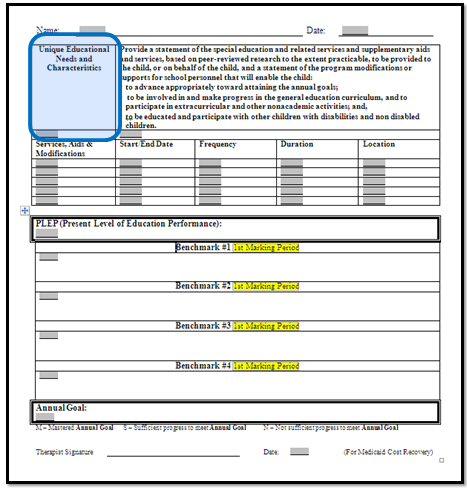 Name: Date:
Unique Educational
Needs and
Characteristics
Provide a statement of the special education and related services and supplementary aids
and services, based on peer-reviewed research to the extent practicable, to be provided to
the child, or on behalf of the child, and a statement of the program modifications or
supports for school personnel that will enable the child:
to advance appropriately toward attaining the annual goals;
to be involved in and make progress in the general education curriculum, and to
participate in extracurricular and other nonacademic activities; and,
to be educated and participate with other children with disabilities and non disabled
children.
Services, Aids &
Modifications
Start/End Date
Frequency
Duration
Location
PLEP (Present Level of Education Performance):
Benchmark #1 1st Marking Period
Benchmark #2 1st Marking Period
Benchmark #3 1st Marking Period
Benchmark #4 1st Marking Period
Annual Goal:
M – Mastered Annual Goal S – Sufficient progress to meet Annual Goal N – Not sufficient progress to meet Annual Goal
Therapist Signature Date: (For Medicaid Cost Recovery)